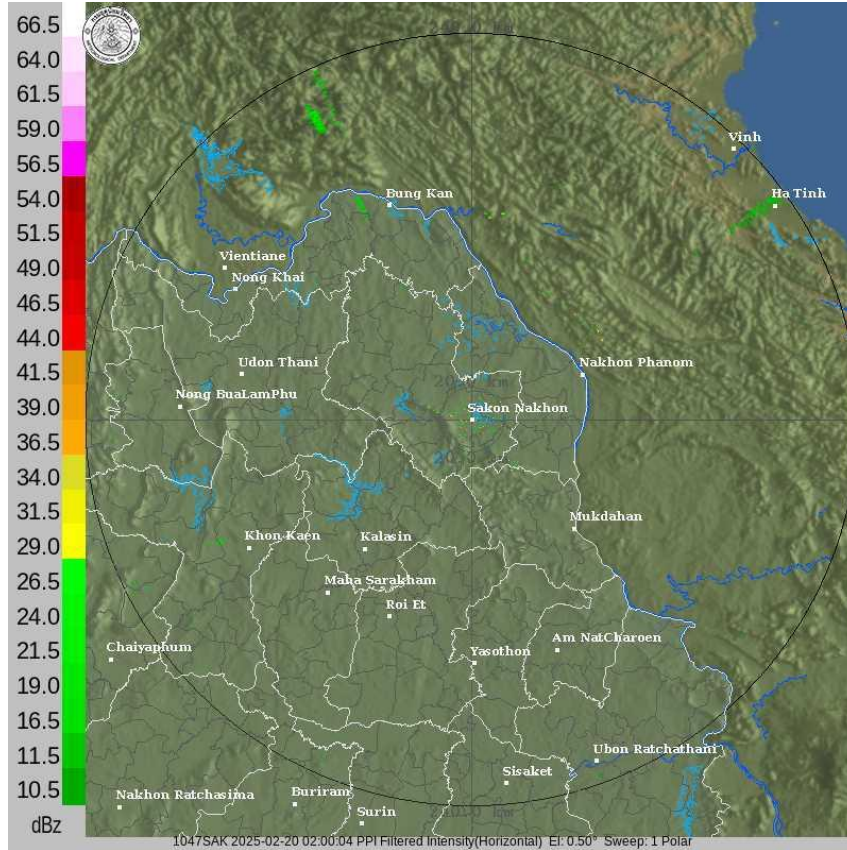 66.5
64.0
61.5
59.0
56.5
54.0
51.5
49.0
46.5
44.0
41.5
39.0
36.5
34.0
31.5
29.0
26.5
24.0
21.5
19.0
16.5
11.5
10.5
dBz
Vinh
Ha Tinh
Bung Kan
Vientiane
Nong Khai
Udon Thani
Nakhon Phanom
Nong BuaLamPhu
Sakon Nakhon
Mukdahan
Khon Kaen
Kalasin
Maha Sarakham
Roi Et
Chaiyaphum
Yasothon
Am NatCharoen
Ubon Ratchathani
Sisaket
Nakhon Ratchasima
Buriram
Surin
1047SAK 2025-02-20 02:00:04 PPI Filtered Intensity(Horizontal) El: 0.50° Sweep: 1 Polar